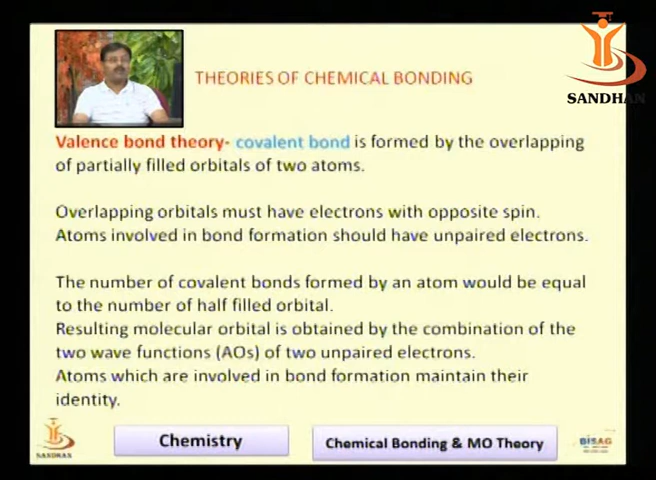 SANDHAN
THEORIES OF CHEMICAL BONDING
Valence bond theory- covalent bond is formed by the overlapping
of partially filled orbitals of two atoms.
Overlapping orbitals must have electrons with opposite spin.
Atoms involved in bond formation should have unpaired electrons.
The number of covalent bonds formed by an atom would be equal
to the number of half filled orbital.
Resulting molecular orbital is obtained by the combination of the
two wave functions (AOs) of two unpaired electrons.
Atoms which are involved in bond formation maintain their
identity.
SANDHAN
Chemistry
Chemical Bonding & MO Theory
BISAG